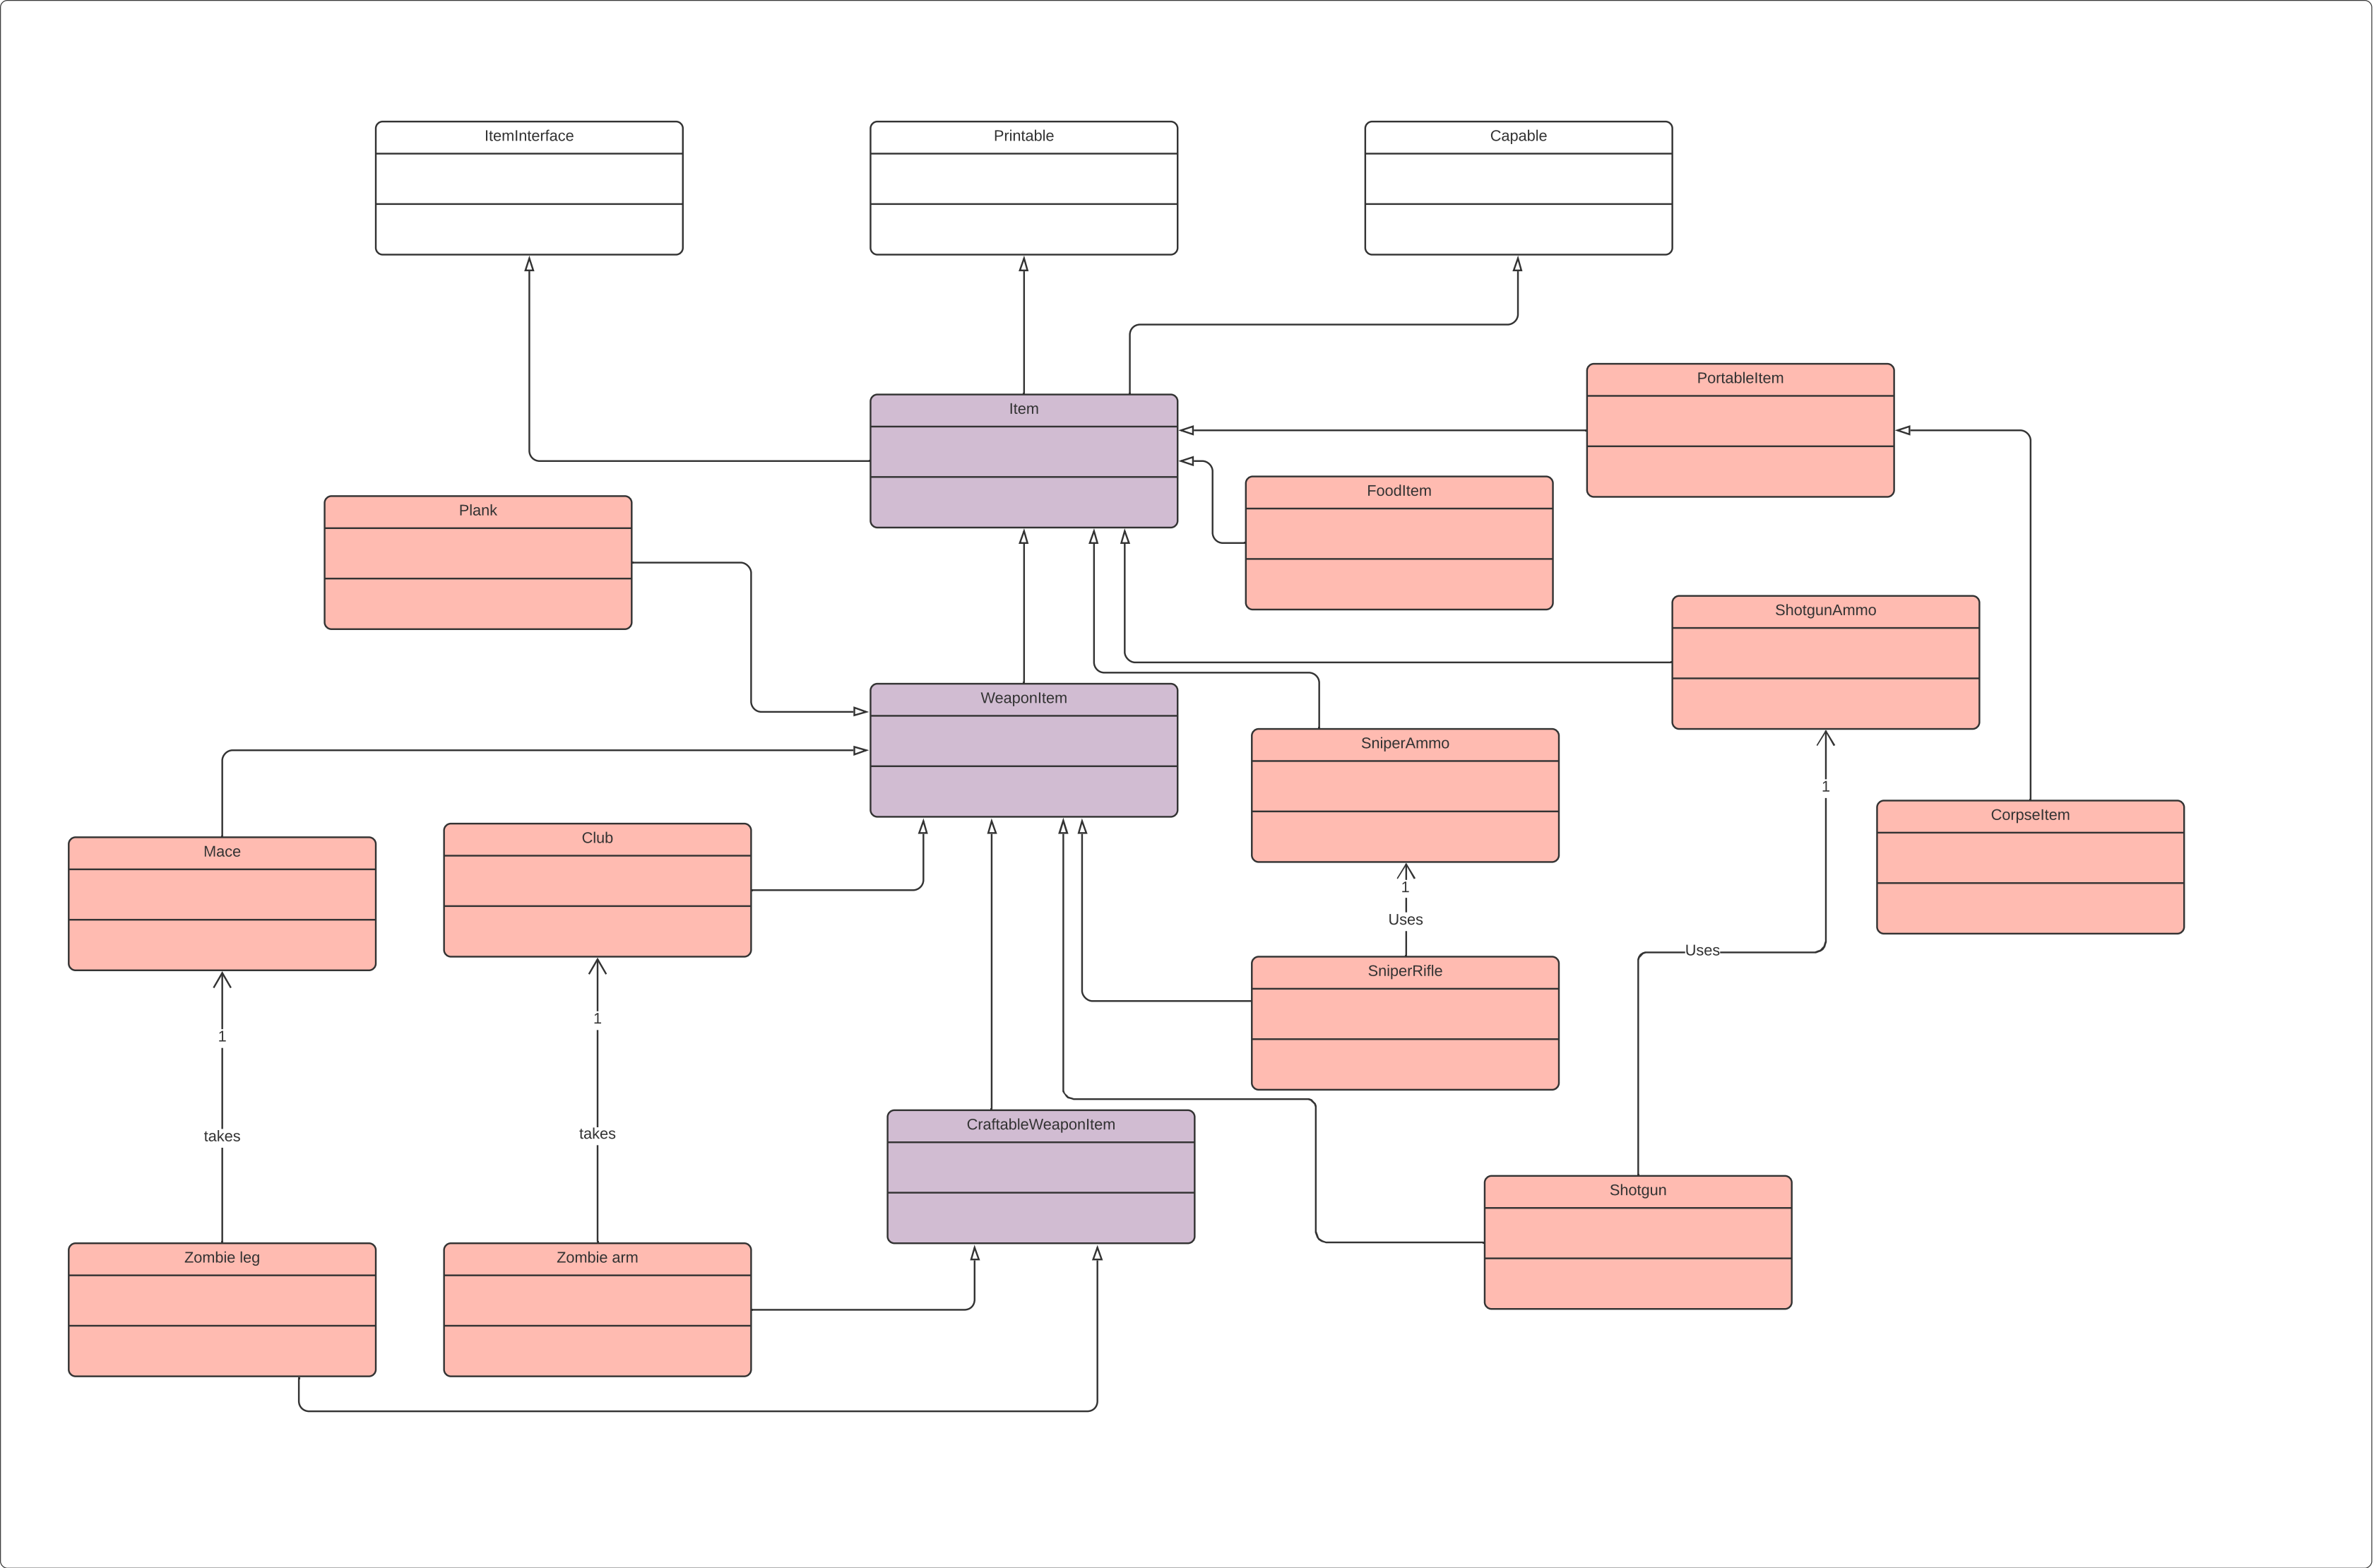 ItemInterface
Printable
Capable
PortableItem
Item
FoodItem
Plank
ShotgunAmmo
WeaponItem
SniperAmmo
1
CorpseItem
Club
Mace
1
Uses
Uses
SniperRifle
1
1
takes
takes
CraftableWeaponItem
Shotgun
Zombie leg
Zombie arm